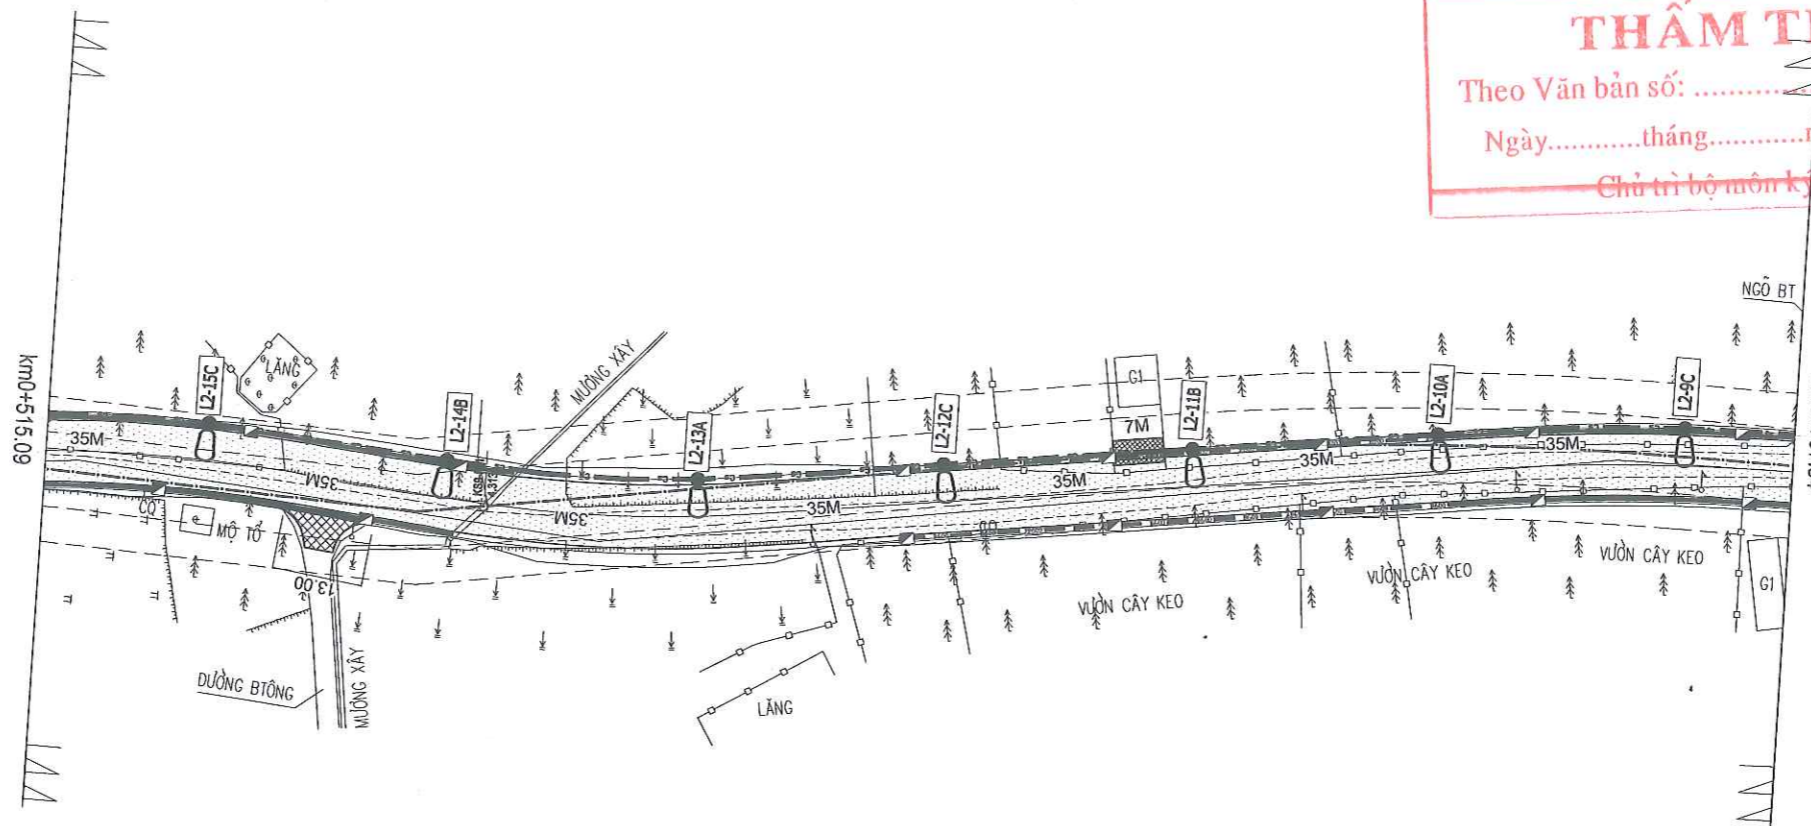 THẨM T
Theo Văn bản số: ............
Ngày............tháng............
Chủ trì bộ môn ký
NGÕ BT
km0+515.09
LĂNG
MƯƠNG XÂY
L2-15C
L2-14B
L2-13A
L2-12C
L2-11B
L2-10A
L2-9C
G1
7M
35M
35M
35M
35M
35M
35M
35M
CQ
MỘ TỔ
13.00
ĐƯỜNG BTÔNG
MƯƠNG XÂY
LĂNG
VƯỜN CÂY KEO
VƯỜN CÂY KEO
VƯỜN CÂY KEO
G1